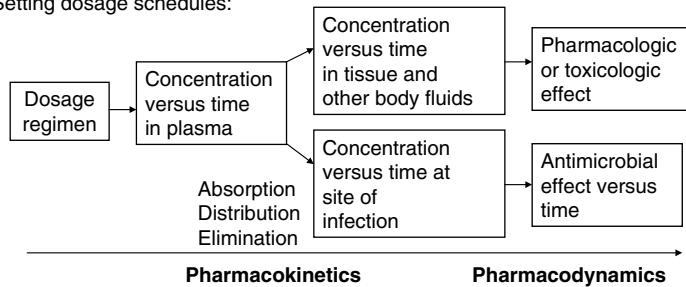 Setting dosage schedules:
Dosage
regimen
Concentration
versus time
in plasma
Concentration
versus time
in tissue and
other body fluids
Pharmacologic
or toxicologic
effect
Concentration
versus time at
site of
infection
Antimicrobial
effect versus
time
Absorption
Distribution
Elimination
Pharmacokinetics
Pharmacodynamics